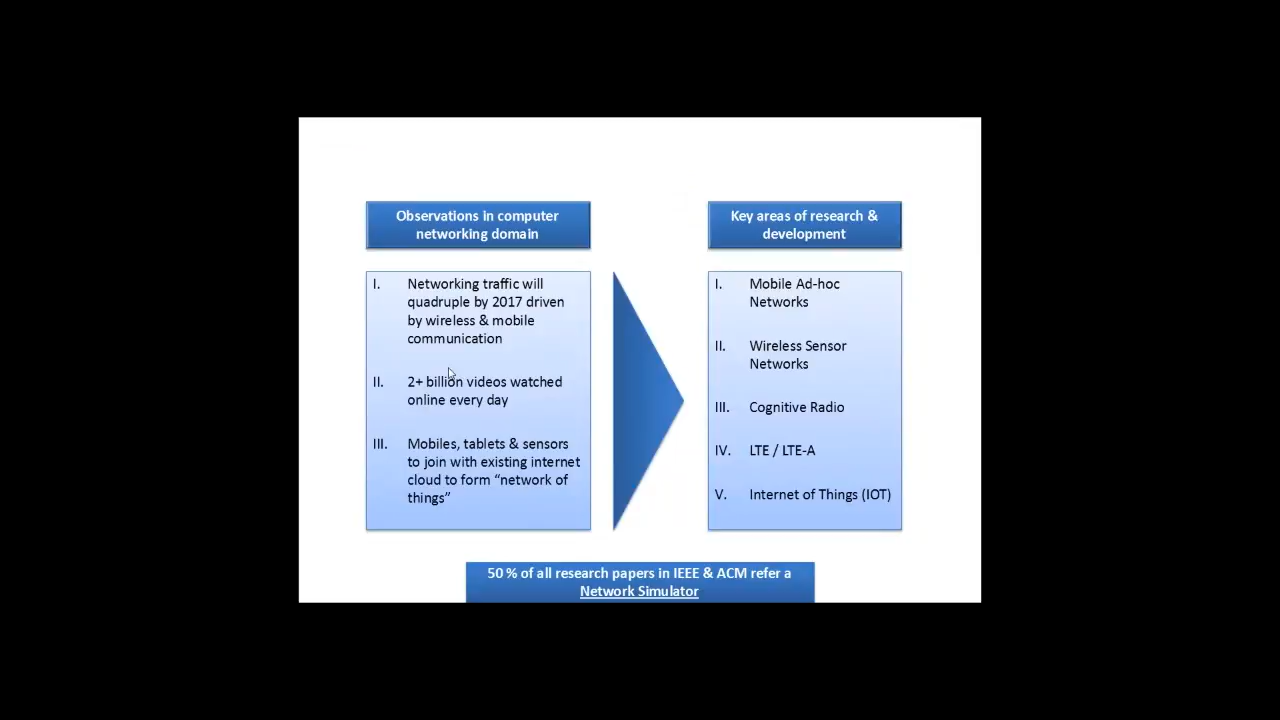 Observations in computer
networking domain
I. Networking traffic will
quadruple by 2017 driven
by wireless & mobile
communication
II. 2+ billion videos watched
online every day
III. Mobiles, tablets & sensors
to join with existing internet
cloud to form “network of
things”
Key areas of research &
development
I. Mobile Ad-hoc
Networks
II. Wireless Sensor
Networks
III. Cognitive Radio
IV. LTE / LTE-A
V. Internet of Things (IOT)
50 % of all research papers in IEEE & ACM refer a
Network Simulator